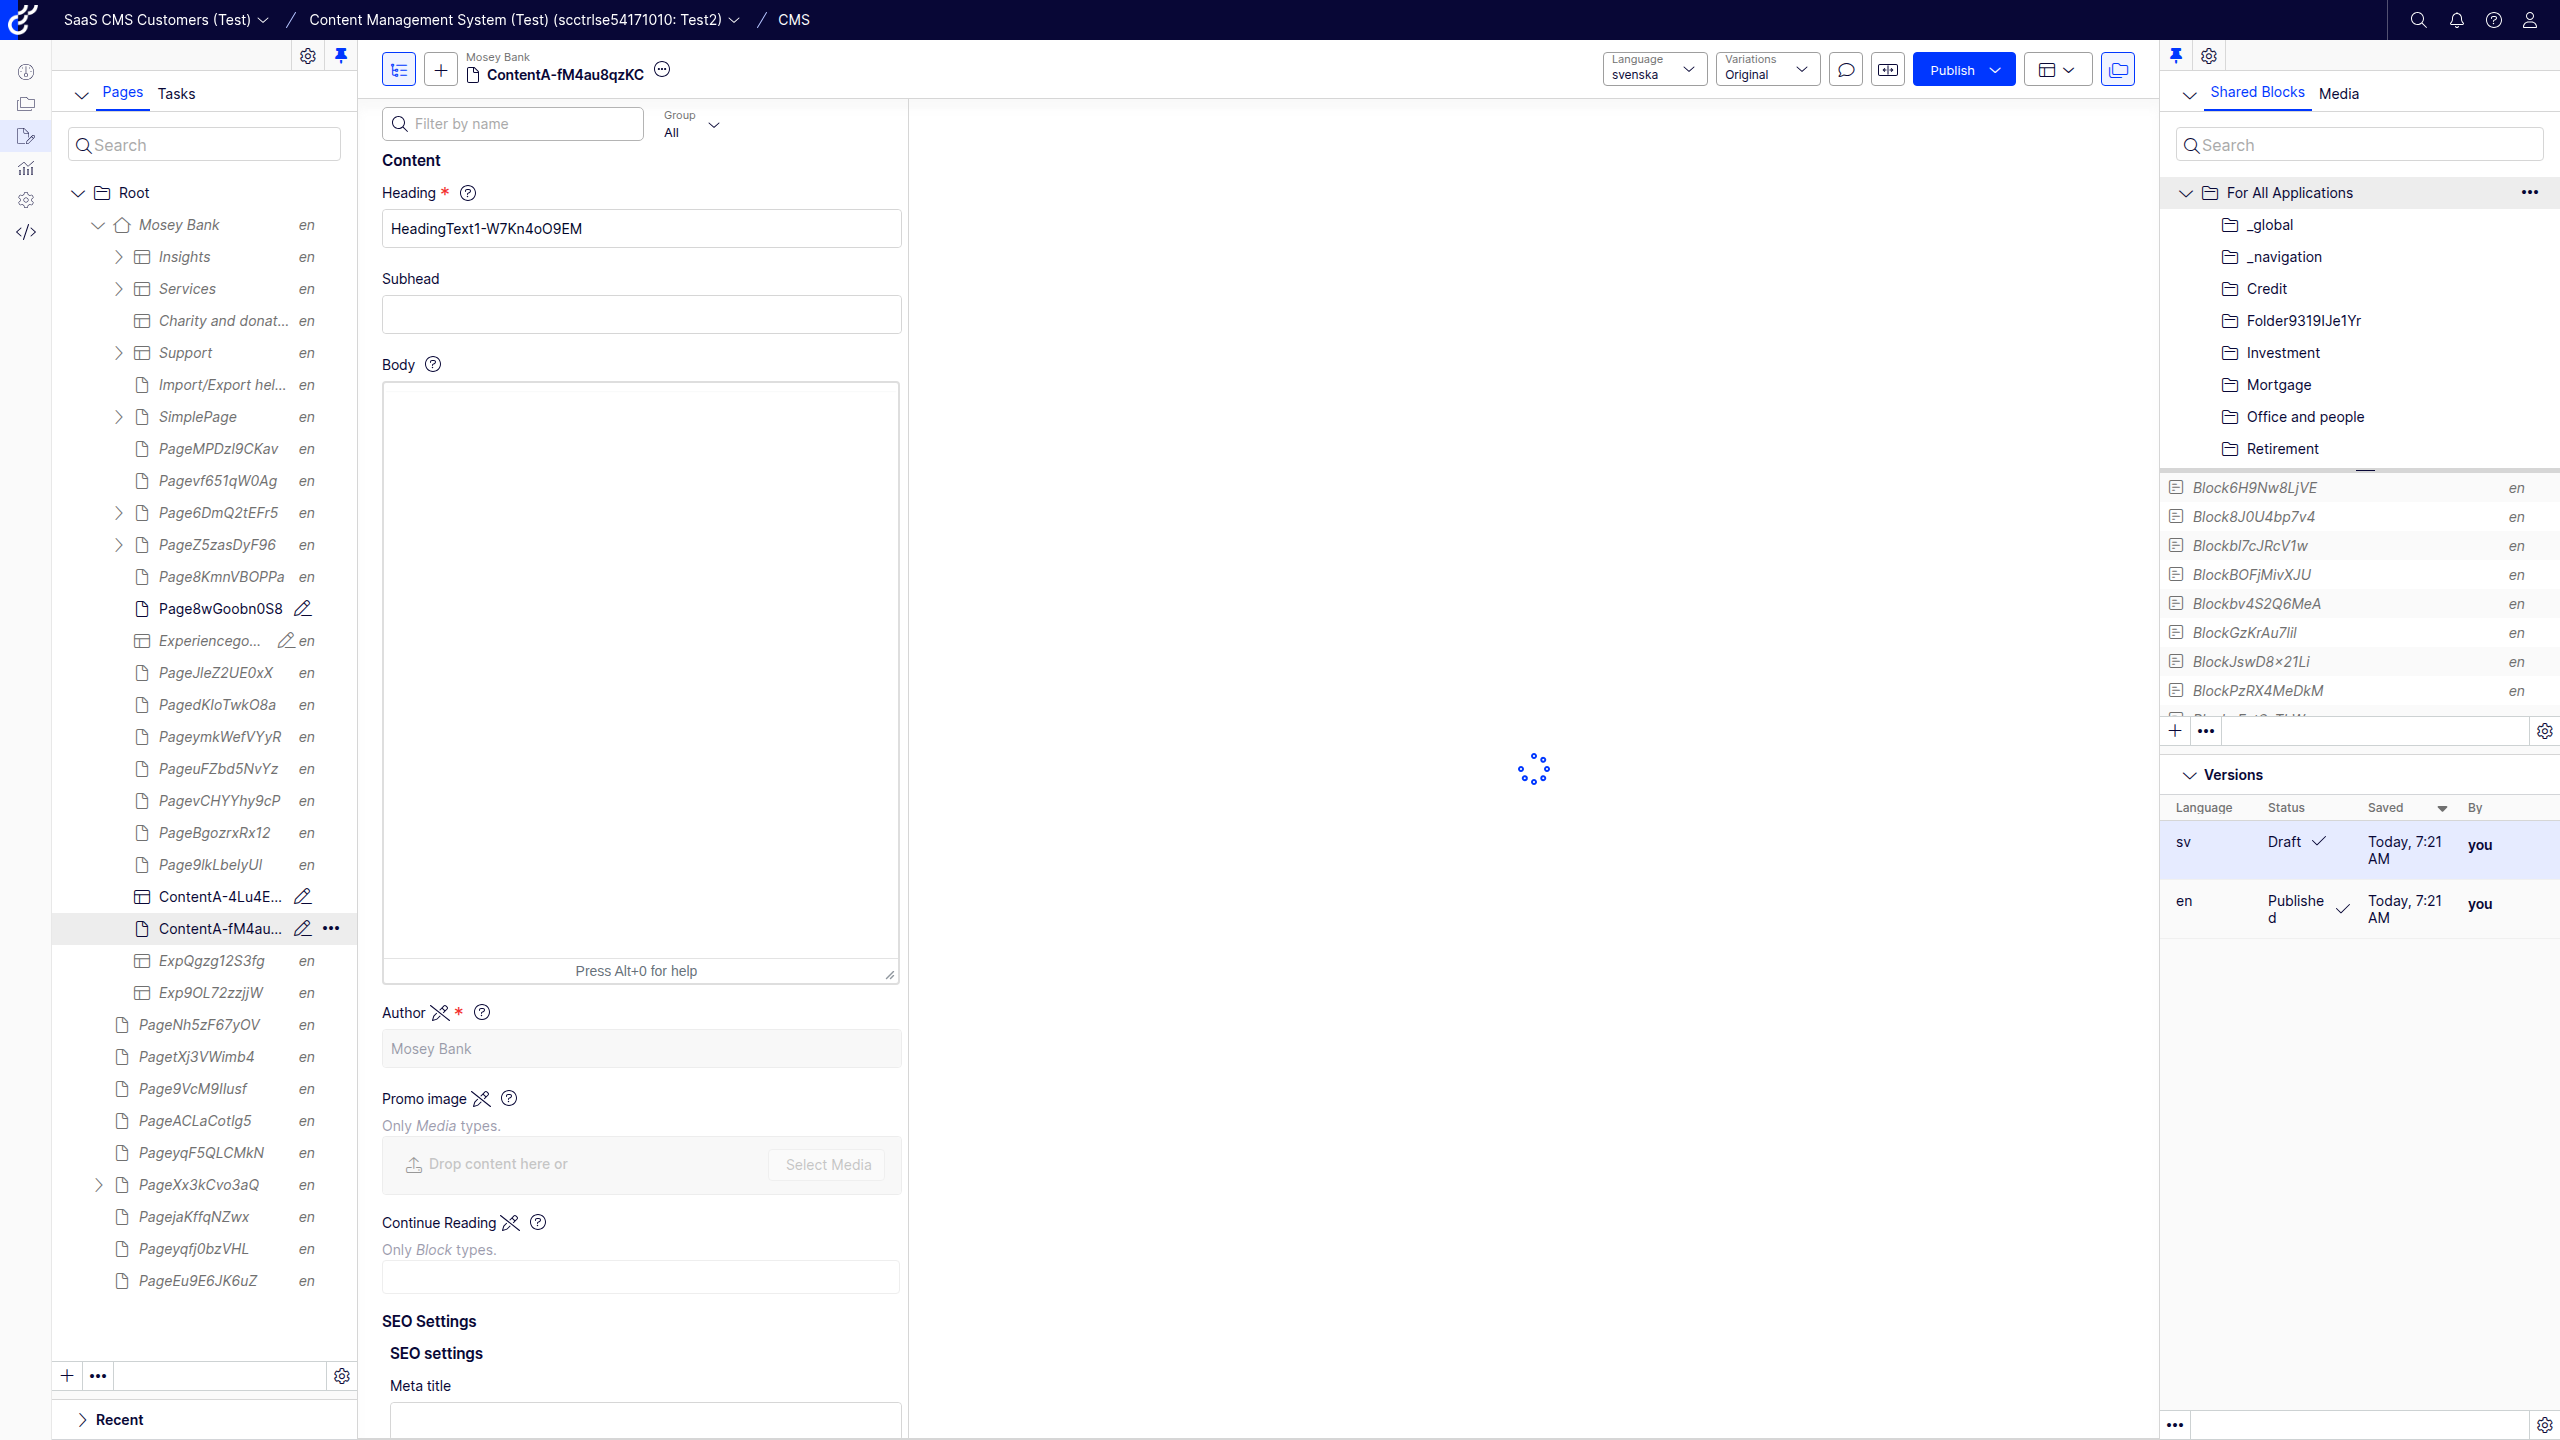 SaaS CMS Customers (Test)
Content Management System (Test) (scctrlse54171010: Test2)
CMS
Pages
Tasks
Search
Root
Mosey Bank en
Insights en
Services en
Charity and donat... en
Support en
Import/Export hel... en
SimplePage en
PageMPDzl9CKav en
Pagevf651qW0Ag en
Page6DmQ2tEFr5 en
PageZ5zasDyF96 en
Page8KmnVBOPPa en
Page8wGoobn0S8
Experiencego... en
PageJleZ2UE0xX en
PagedKloTwkO8a en
PageymkWefVYyR en
PageuFZbd5NvYz en
PagevCHYYhy9cP en
PageBgozrxRx12 en
Page9lkLbelyUl en
ContentA-4Lu4E...
ContentA-fM4au...
ExpQgzg12S3fg en
Exp9OL72zzjjW en
PageNh5zF67yOV en
PagetXj3VWimb4 en
Page9VcM9Ilusf en
PageACLaCotlg5 en
PageyqF5QLCMkN en
PageXx3kCvo3aQ en
PagejaKffqNZwx en
Pageyqfj0bzVHL en
PageEu9E6JK6uZ en
Recent
Mosey Bank
ContentA-fM4au8qzKC
Language
svenska
Variations
Original
Publish
Filter by name
Group
All
Content
Heading *
HeadingText1-W7Kn4oO9EM
Subhead
Body
Press Alt+0 for help
Author *
Mosey Bank
Promo image
Only Media types.
Drop content here or
Select Media
Continue Reading
Only Block types.
SEO Settings
SEO settings
Meta title
Shared Blocks
Media
Search
For All Applications
_global
_navigation
Credit
Folder9319IJe1Yr
Investment
Mortgage
Office and people
Retirement
Block6H9Nw8LjVE en
Block8J0U4bp7v4 en
Blockbl7cJRcV1w en
BlockBOFjMivXJU en
Blockbv4S2Q6MeA en
BlockGzKrAu7lil en
BlockJswD8×21Li en
BlockPzRX4MeDkM en
Versions
Language Status Saved By
sv Draft Today, 7:21 AM you
en Published Today, 7:21 AM you